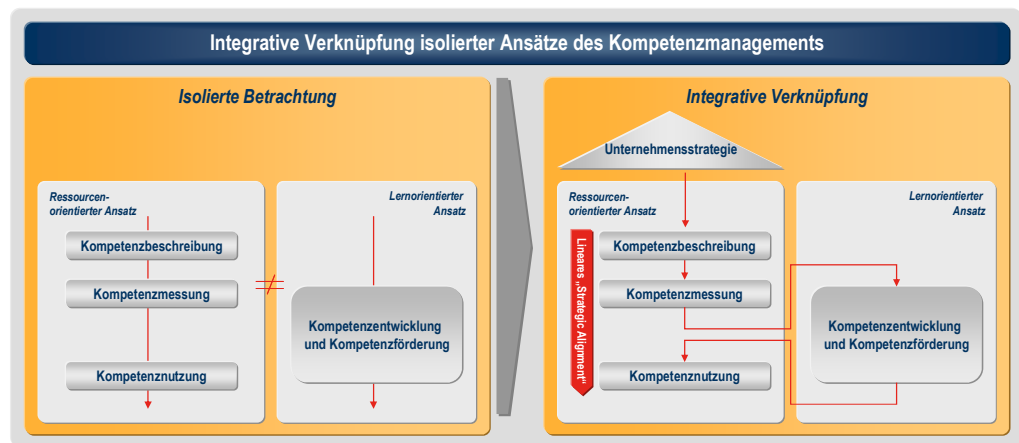 Integrative Verknüpfung isolierter Ansätze des Kompetenzmanagements
Isolierte Betrachtung
Ressourcen-
orientierter Ansatz
Lernorientierter
Ansatz
Kompetenzbeschreibung
Kompetenzmessung
Kompetenzentwicklung
und Kompetenzförderung
Kompetenznutzung
Integrative Verknüpfung
Unternehmensstrategie
Ressourcen-
orientierter Ansatz
Lernorientierter
Ansatz
Lineares „Strategic Alignment“
Kompetenzbeschreibung
Kompetenzmessung
Kompetenzentwicklung
und Kompetenzförderung
Kompetenznutzung